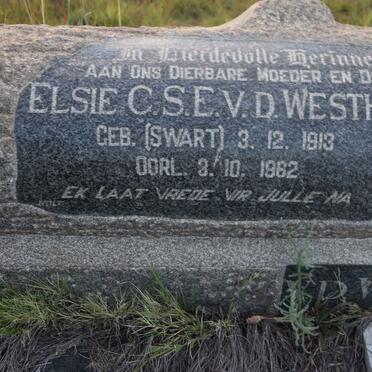 In Liefdevolle Herinne
AAN ONS DIERBARE MOEDER EN D
ELSIE C.S.E.V.D. WESTH
GEB. (SWART) 3. 12. 1913
OORL. 3. 10. 1962
EK LAAT VREDE VIR JULLE NA
V.D.W